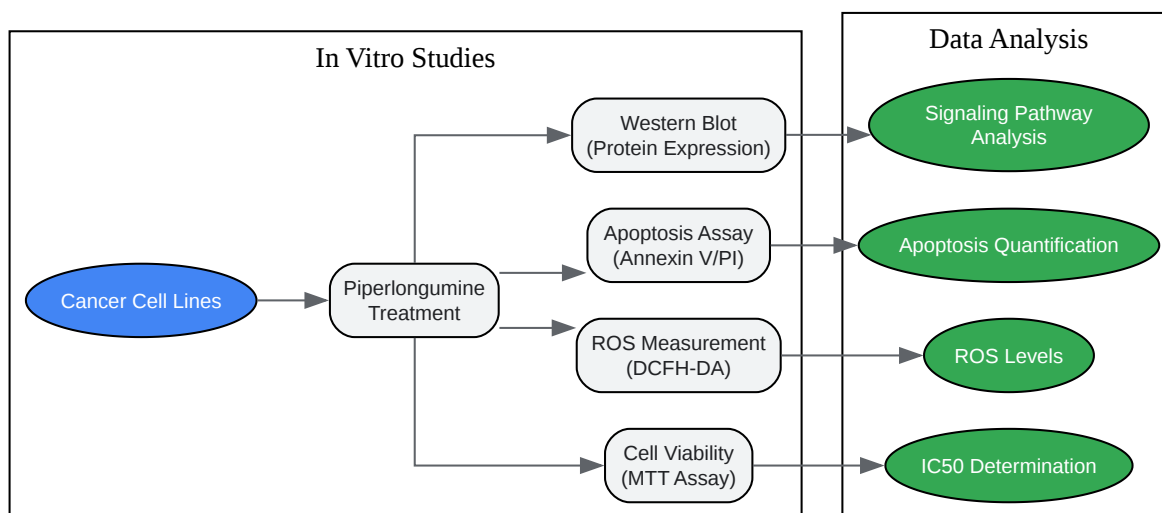 In Vitro Studies
Data Analysis
Western Blot
(Protein Expression)
Signaling Pathway
Analysis
Apoptosis Assay
(Annexin V/PI)
Apoptosis Quantification
Cancer Cell Lines
Piperlongumine
Treatment
ROS Measurement
(DCFH-DA)
ROS Levels
Cell Viability
(MTT Assay)
IC50 Determination